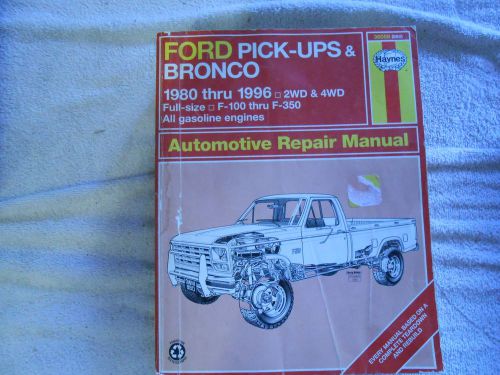 36058
Haynes
FORD PICK-UPS &
BRONCO
1980 thru 1996 □ 2WD & 4WD
Full-size □ F-100 thru F-350
All gasoline engines
Automotive Repair Manual
EVERY MANUAL BASED ON A
COMPLETE TEARDOWN
AND REBUILD